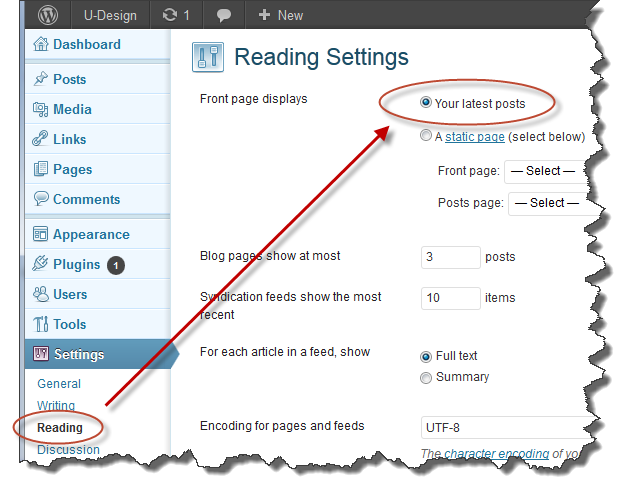 U-Design 1 + New
Dashboard
Posts
Media
Links
Pages
Comments
Appearance
Plugins 1
Users
Tools
Settings
General
Writing
Reading
Discussion
Reading Settings
Front page displays
Your latest posts
A static page (select below)
Front page: — Select —
Posts page: — Select —
Blog pages show at most 3 posts
Syndication feeds show the most
recent
10 items
For each article in a feed, show
Full text
Summary
Encoding for pages and feeds UTF-8
The character encoding of you